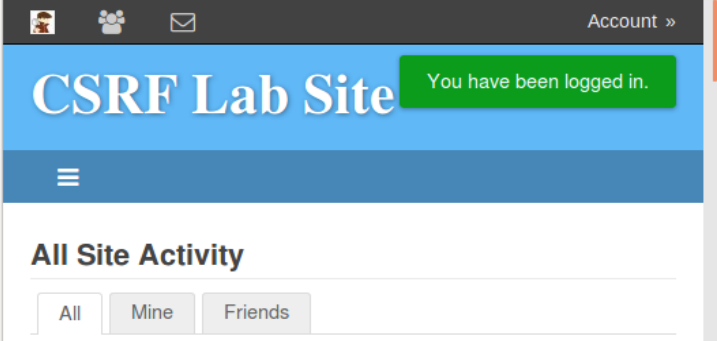 Account »
CSRF Lab Site
You have been logged in.
All Site Activity
All Mine Friends